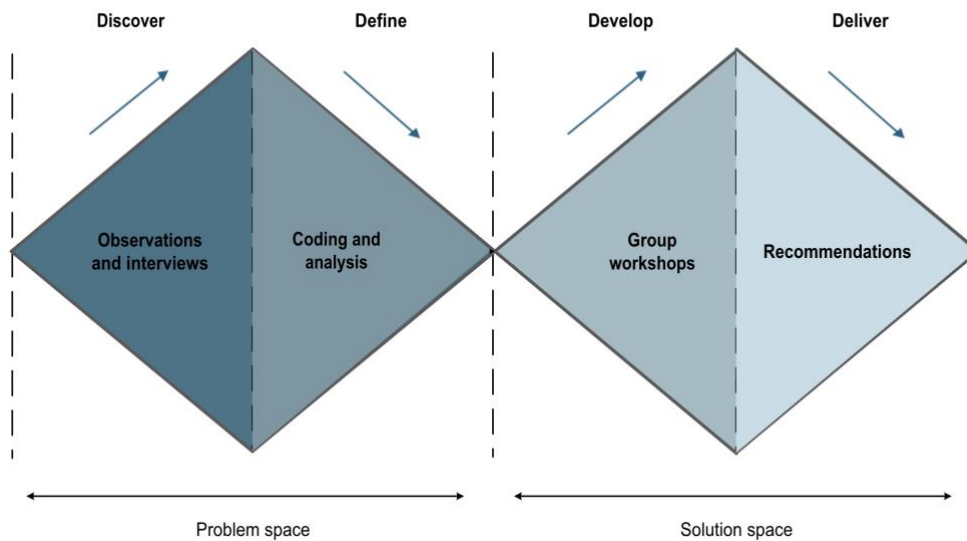 Discover
Define
Develop
Deliver
Observations
and interviews
Coding and
analysis
Group
workshops
Recommendations
Problem space
Solution space